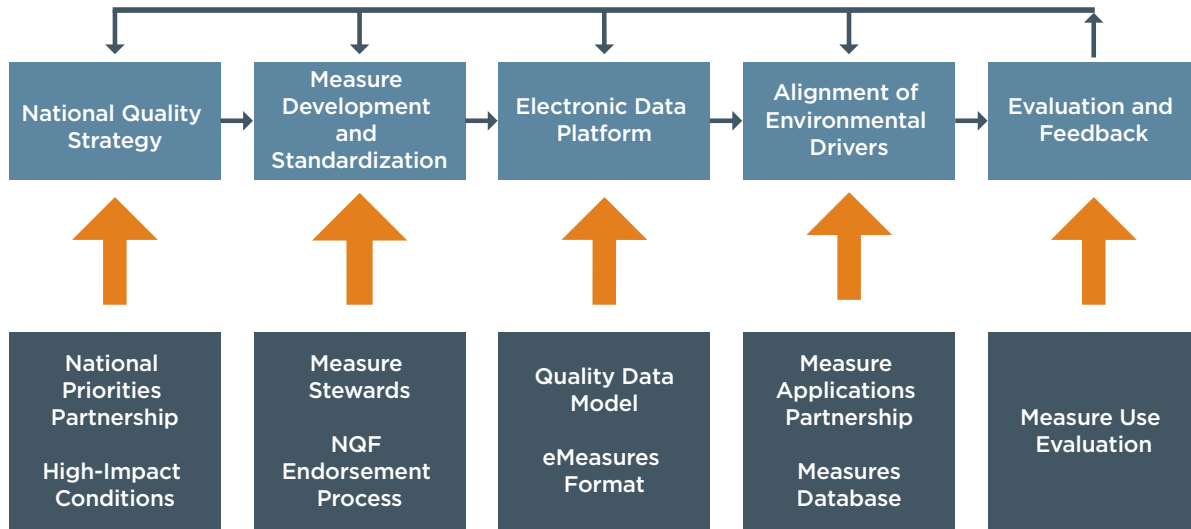 National Quality
Strategy
Measure
Development
and
Standardization
Electronic Data
Platform
Alignment of
Environmental
Drivers
Evaluation and
Feedback
National
Priorities
Partnership
High-Impact
Conditions
Measure
Stewards
NQF
Endorsement
Process
Quality Data
Model
eMeasures
Format
Measure
Applications
Partnership
Measures
Database
Measure Use
Evaluation